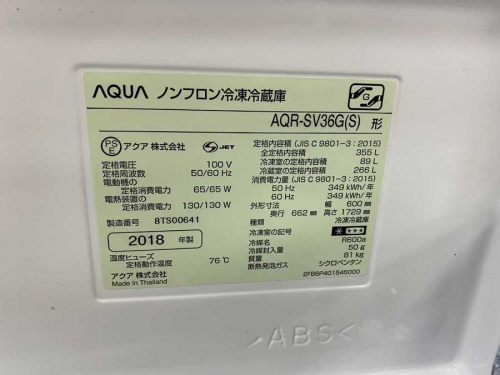 AQUA ノンフロン冷凍冷蔵庫
AQR-SV36G(S) 形
PS E アクア 株式会社 S JET
定格電圧 100 V
定格周波数 50/60 Hz
電動機の
定格消費電力 65/65 W
電熱装置の
定格消費電力 130/130 W
製造番号 8TS00641
2018 年製
温度ヒューズ
定格動作温度 76℃
アクア 株式会社
Made in Thailand
G
定格内容積 (JIS C 9801-3:2015)
全定格内容積 355 L
冷凍室の定格内容積 89 L
冷蔵室の定格内容積 266 L
消費電力量 (JIS C 9801-3:2015)
50 Hz 349 kWh/年
60 Hz 349 kWh/年
外形寸法 幅 600 mm
奥行 662 mm 高さ 1729 mm
種類 冷凍冷蔵庫
冷凍室の記号 * ***
冷媒名 R600a
冷媒封入量 50 g
質量 81 kg
断熱発泡ガス シクロペンタン
2FB6P401545000
>ABS<